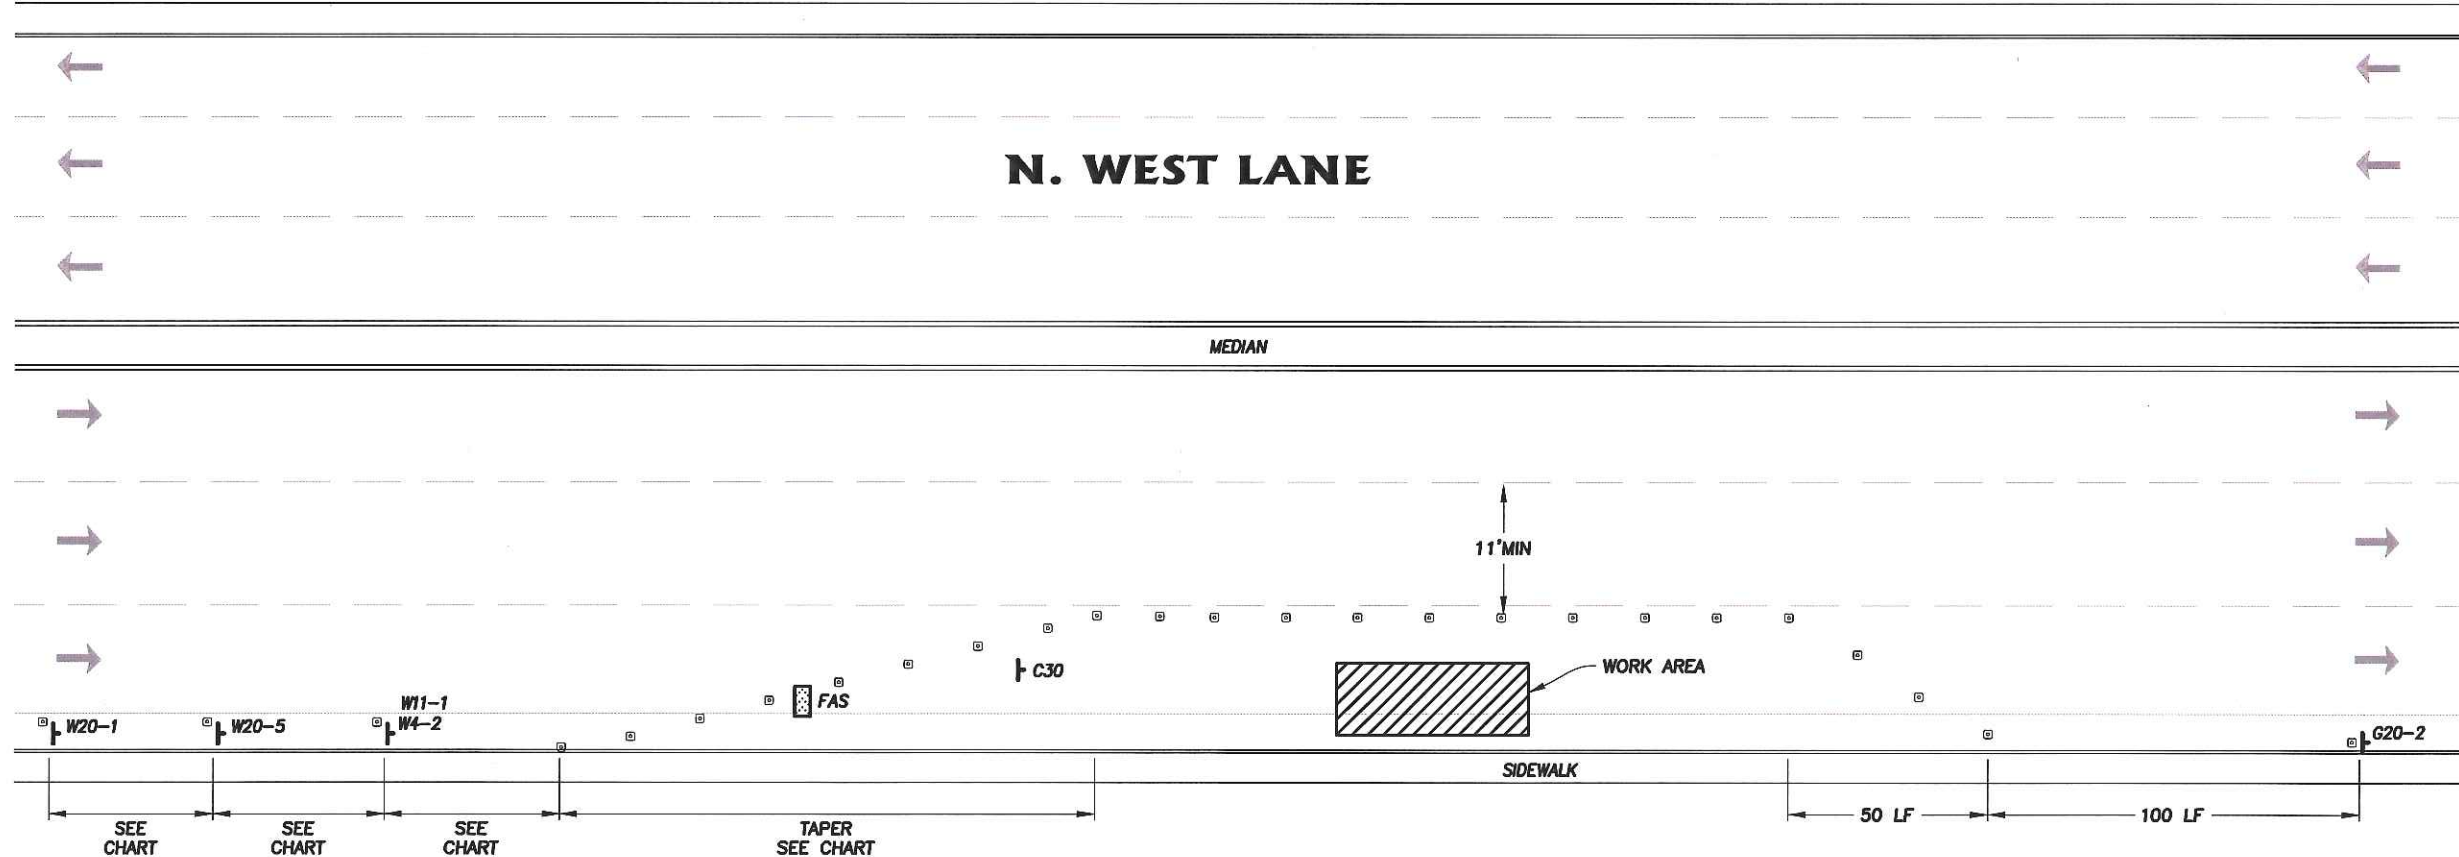 N. WEST LANE
MEDIAN
11'MIN
C30
WORK AREA
FAS
W11-1
W20-1
W20-5
W4-2
G20-2
SIDEWALK
SEE
CHART
SEE
CHART
SEE
CHART
TAPER
SEE CHART
50 LF
100 LF